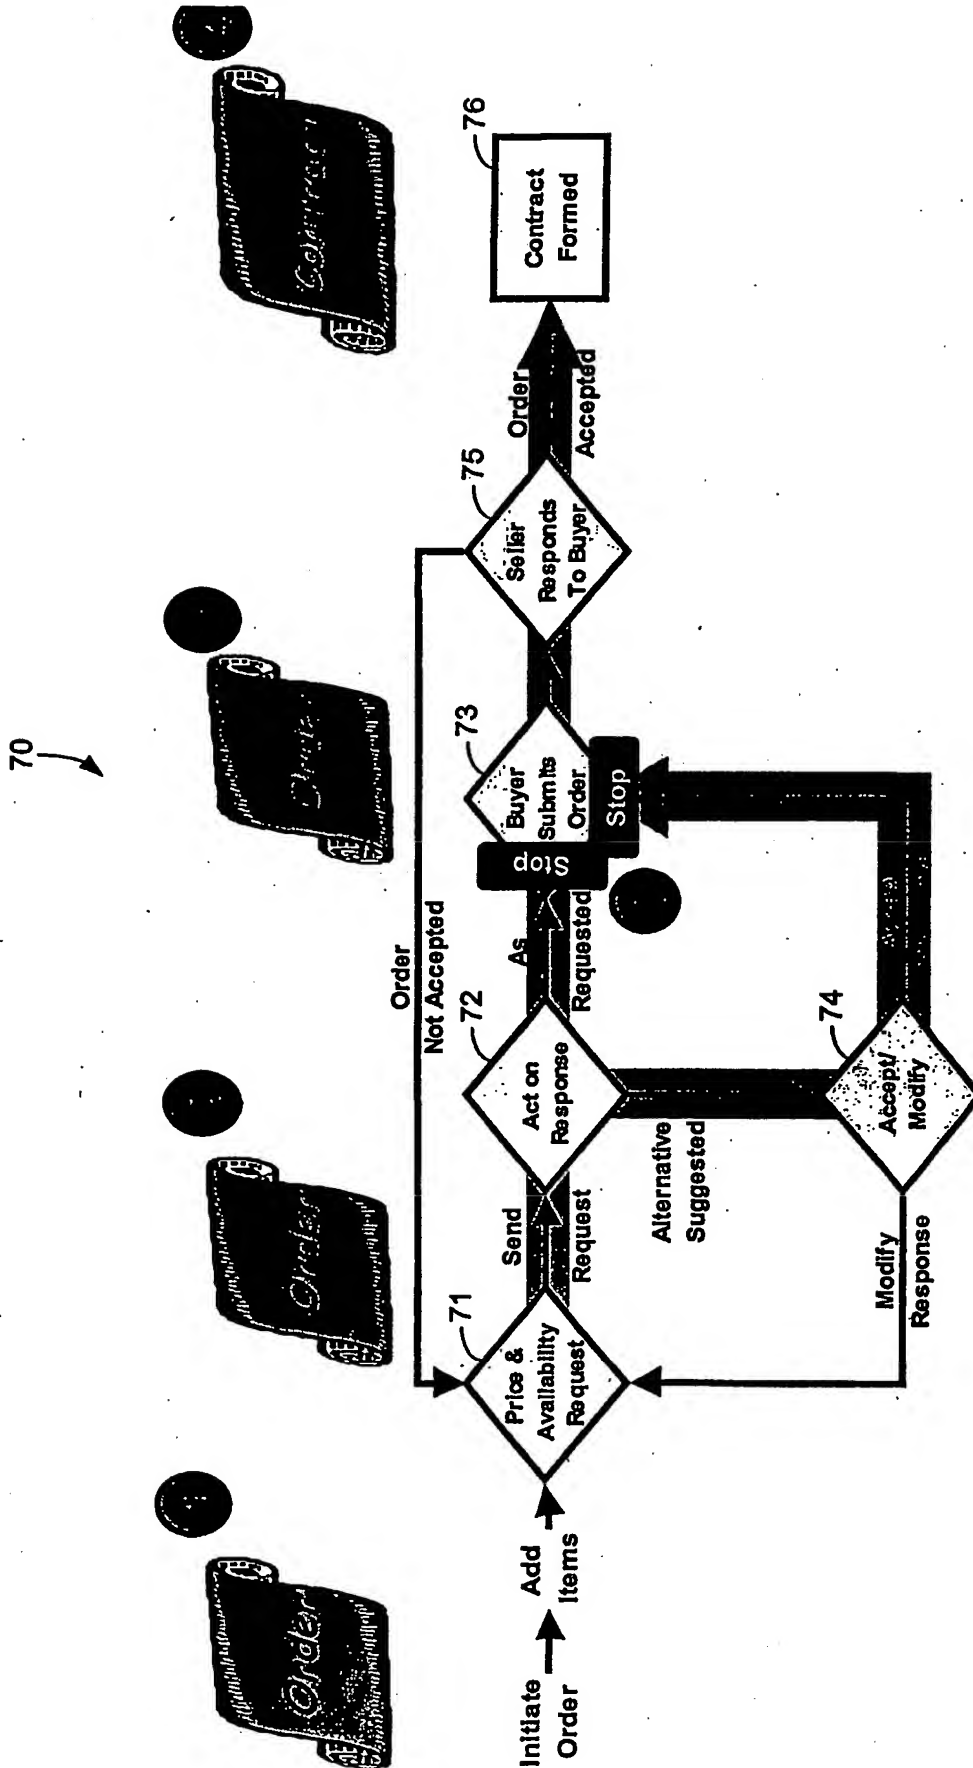 70
Order
Order
Order
Contract
Initiate
Order
Add
Items
71
Price &
Availability
Request
Send
Request
72
Act on
Response
Order
Not Accepted
As
Requested
Stop
Stop
73
Buyer
Submits
Order
75
Seller
Responds
To Buyer
Order
Accepted
76
Contract
Formed
Alternative
Suggested
74
Accept/
Modify
Accept
Modify
Response